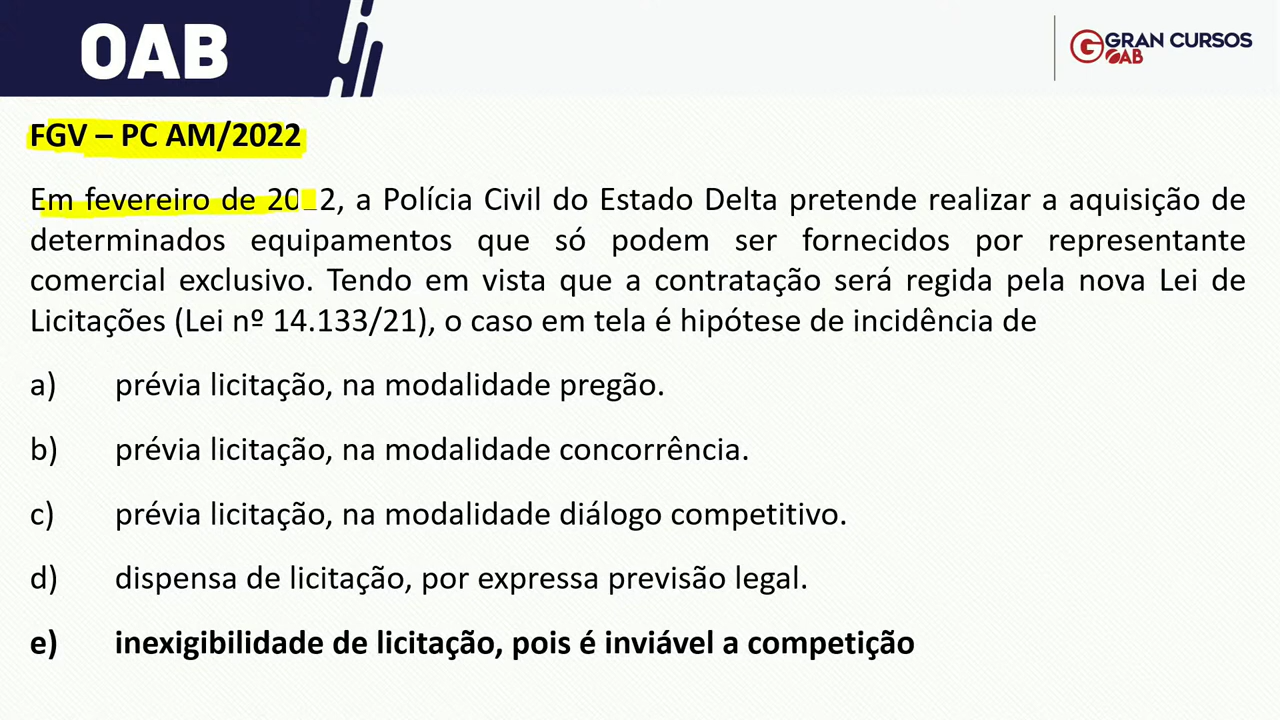 OAB
GRAN CURSOS
OAB
FGV – PC AM/2022
Em fevereiro de 2022, a Polícia Civil do Estado Delta pretende realizar a aquisição de
determinados equipamentos que só podem ser fornecidos por representante
comercial exclusivo. Tendo em vista que a contratação será regida pela nova Lei de
Licitações (Lei nº 14.133/21), o caso em tela é hipótese de incidência de
a) prévia licitação, na modalidade pregão.
b) prévia licitação, na modalidade concorrência.
c) prévia licitação, na modalidade diálogo competitivo.
d) dispensa de licitação, por expressa previsão legal.
e) inexigibilidade de licitação, pois é inviável a competição